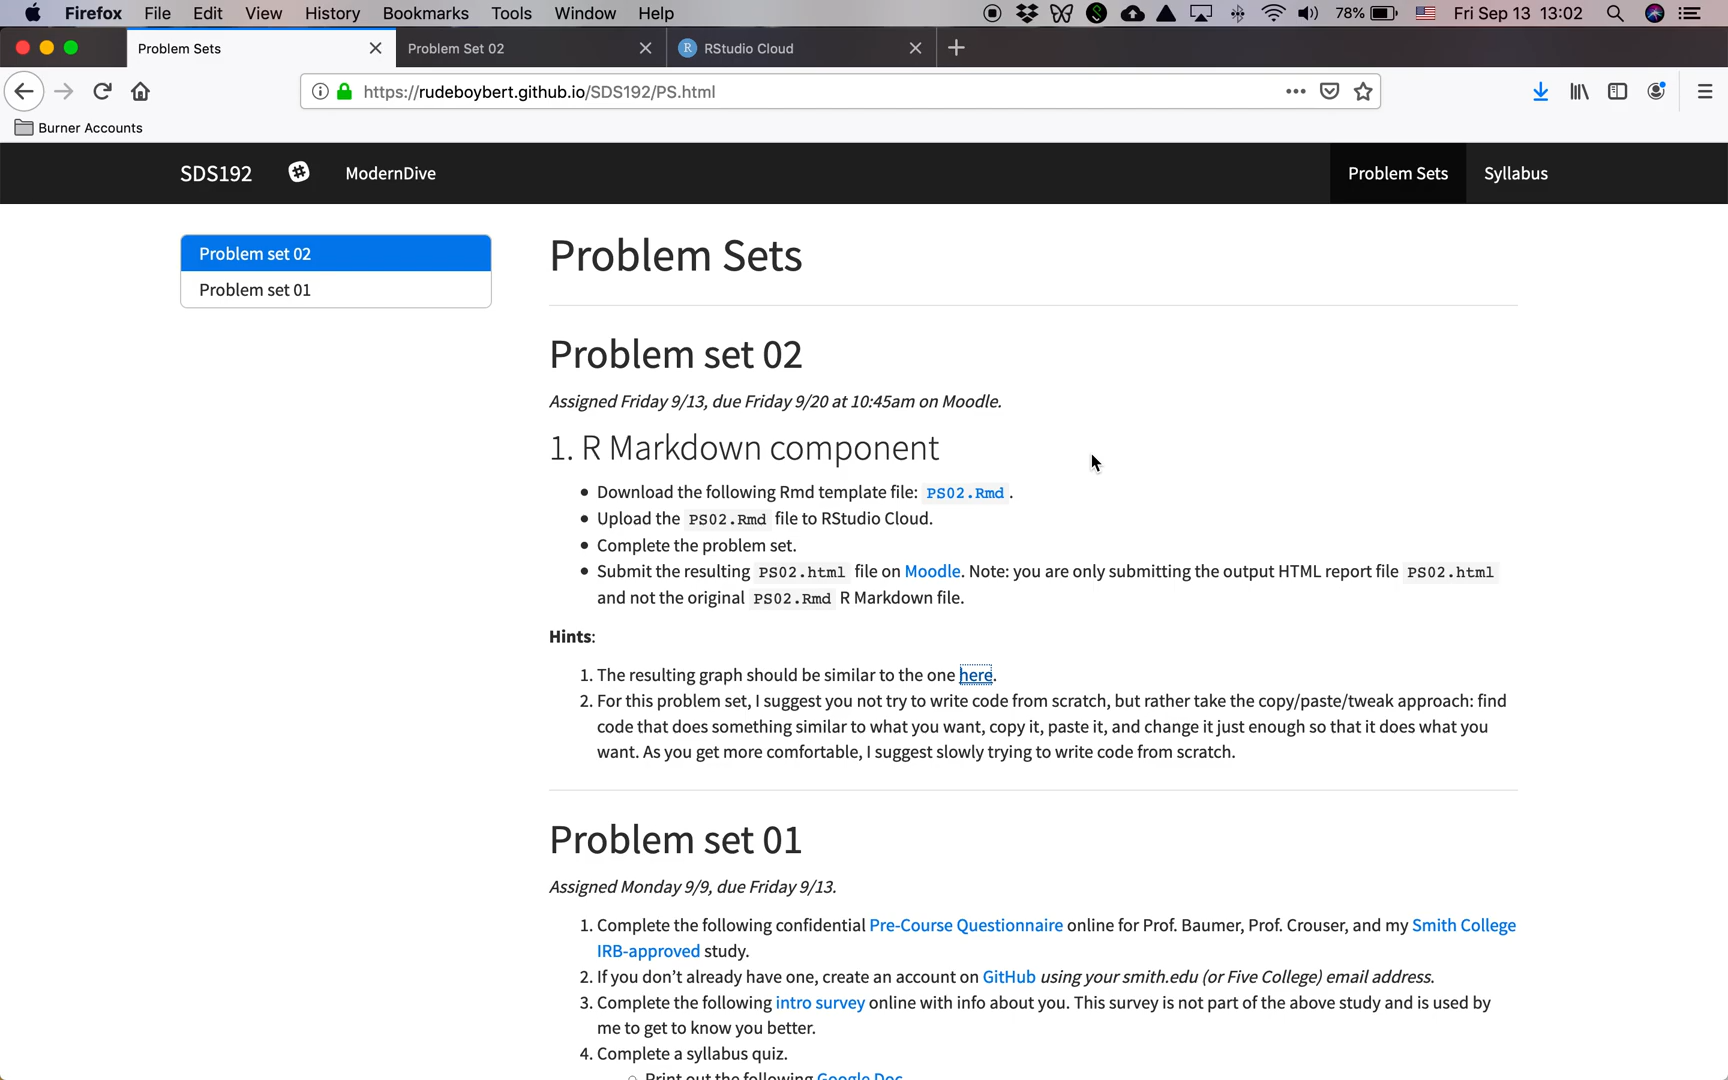 Firefox File Edit View History Bookmarks Tools Window Help 78% Fri Sep 13 13:02
Problem Sets Problem Set 02 R RStudio Cloud
https://rudeboybert.github.io/SDS192/PS.html
Burner Accounts
SDS192 ModernDive Problem Sets Syllabus
Problem set 02
Problem set 01
Problem Sets
Problem set 02
Assigned Friday 9/13, due Friday 9/20 at 10:45am on Moodle.
1. R Markdown component
• Download the following Rmd template file: PS02.Rmd .
• Upload the PS02.Rmd file to RStudio Cloud.
• Complete the problem set.
• Submit the resulting PS02.html file on Moodle. Note: you are only submitting the output HTML report file PS02.html
and not the original PS02.Rmd R Markdown file.
Hints:
1. The resulting graph should be similar to the one here.
2. For this problem set, I suggest you not try to write code from scratch, but rather take the copy/paste/tweak approach: find
code that does something similar to what you want, copy it, paste it, and change it just enough so that it does what you
want. As you get more comfortable, I suggest slowly trying to write code from scratch.
Problem set 01
Assigned Monday 9/9, due Friday 9/13.
1. Complete the following confidential Pre-Course Questionnaire online for Prof. Baumer, Prof. Crouser, and my Smith College
IRB-approved study.
2. If you don't already have one, create an account on GitHub using your smith.edu (or Five College) email address.
3. Complete the following intro survey online with info about you. This survey is not part of the above study and is used by
me to get to know you better.
4. Complete a syllabus quiz.
○ Print out the following Google Doc